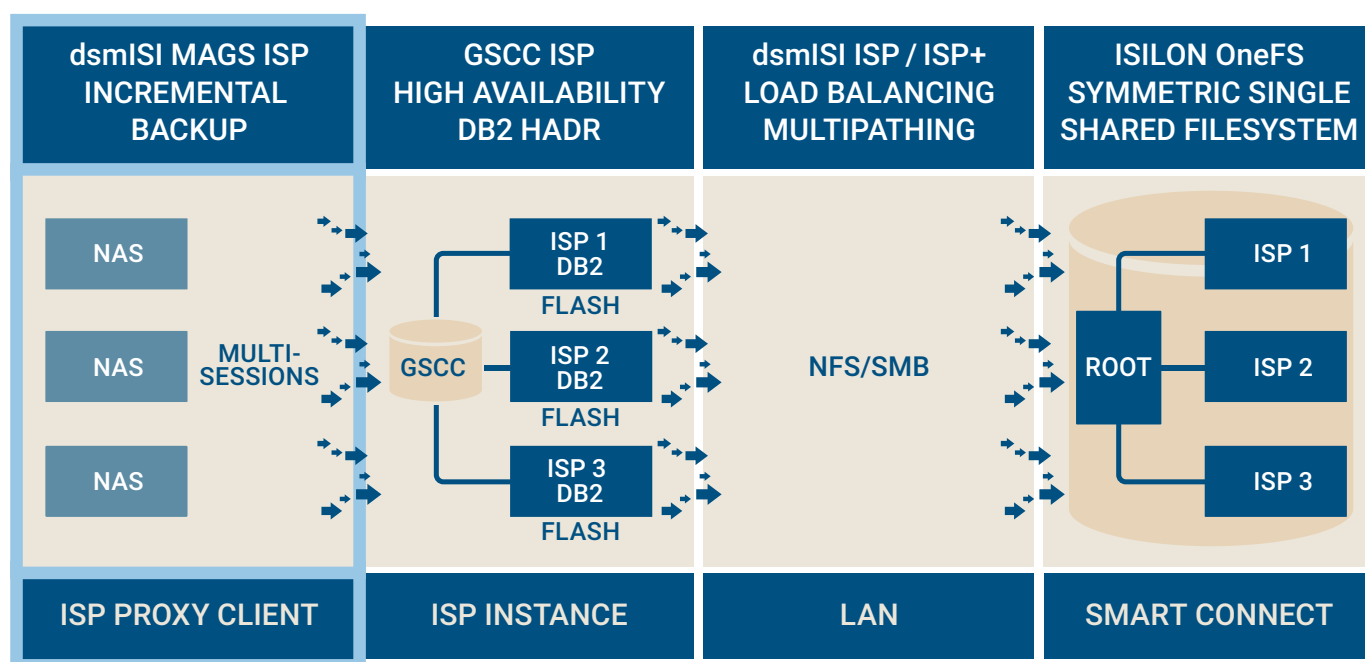 dsmISI MAGS ISP
INCREMENTAL
BACKUP
GSCC ISP
HIGH AVAILABILITY
DB2 HADR
dsmISI ISP / ISP+
LOAD BALANCING
MULTIPATHING
ISILON OneFS
SYMMETRIC SINGLE
SHARED FILESYSTEM
NAS
NAS
NAS
MULTI-
SESSIONS
GSCC
ISP 1
DB2
FLASH
ISP 2
DB2
FLASH
ISP 3
DB2
FLASH
NFS/SMB
ROOT
ISP 1
ISP 2
ISP 3
ISP PROXY CLIENT
ISP INSTANCE
LAN
SMART CONNECT